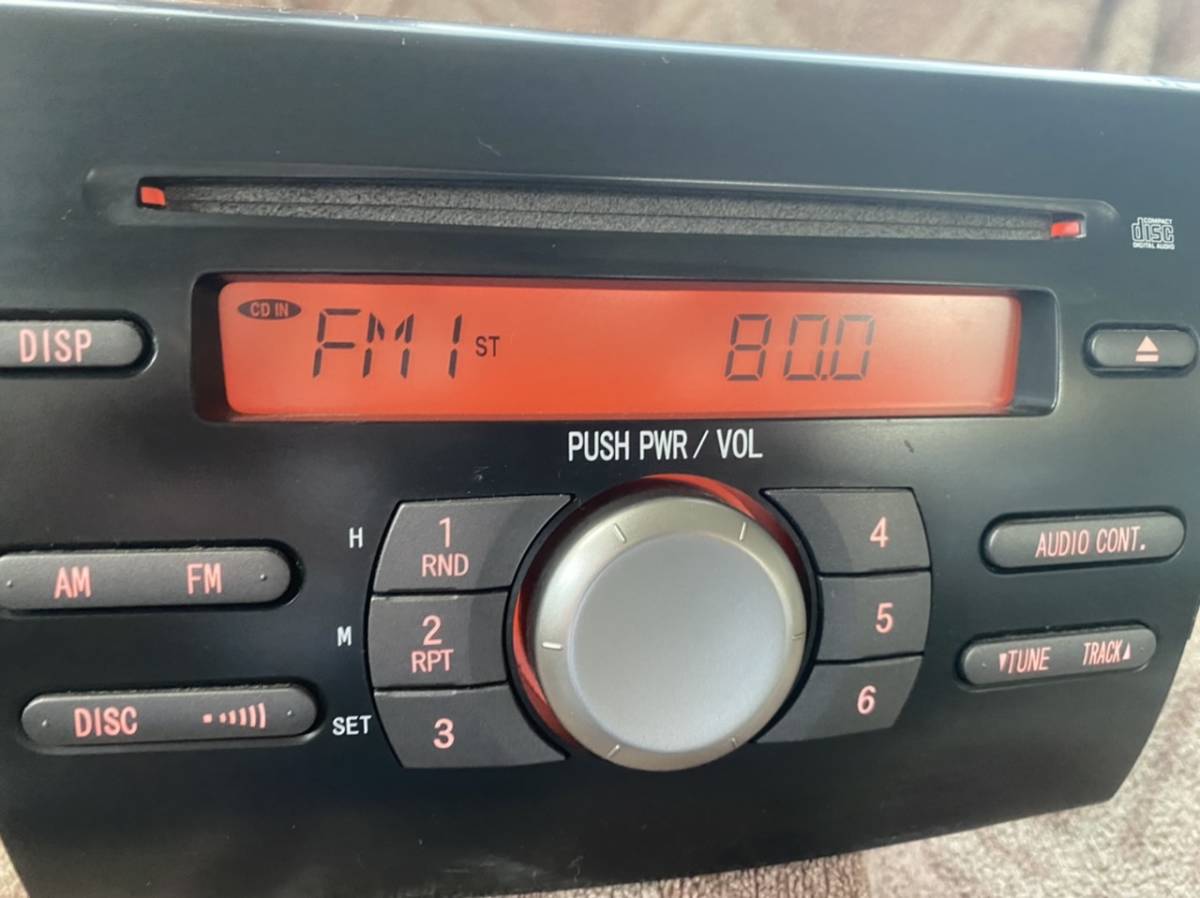 COMPACT
disc
DIGITAL AUDIO
CD IN
FM1 ST 80.0
DISP
PUSH PWR / VOL
H
1
RND
4
AUDIO CONT.
AM FM
M
2
RPT
5
▼TUNE TRACK▲
DISC
SET
3
6